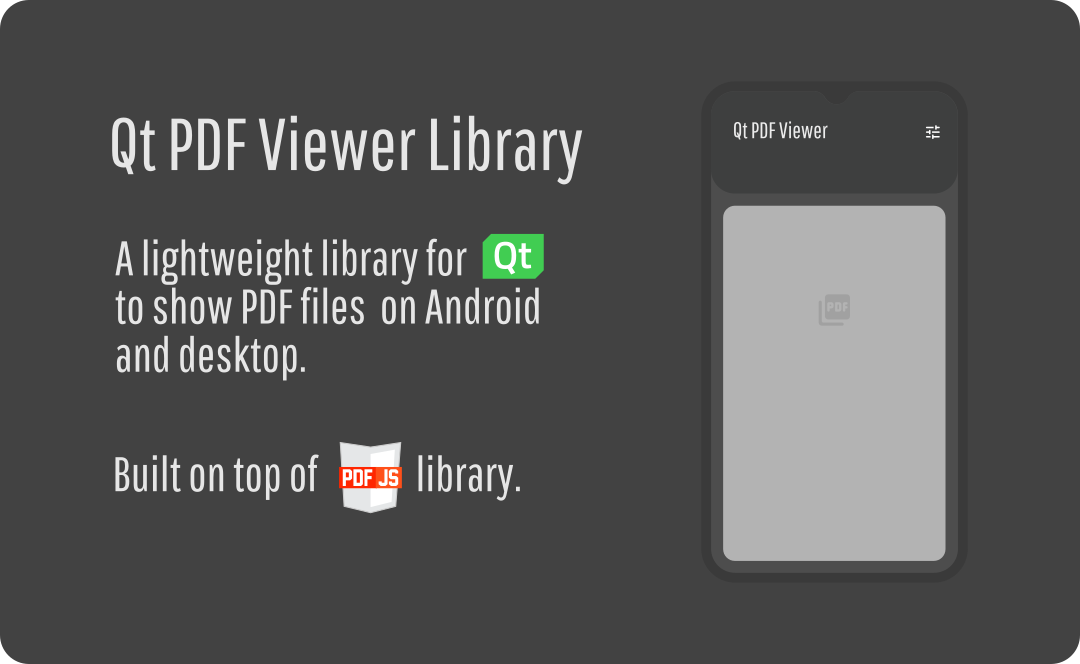 Qt PDF Viewer Library
A lightweight library for Qt
to show PDF files on Android
and desktop.
Built on top of PDF JS library.
Qt PDF Viewer
PDF